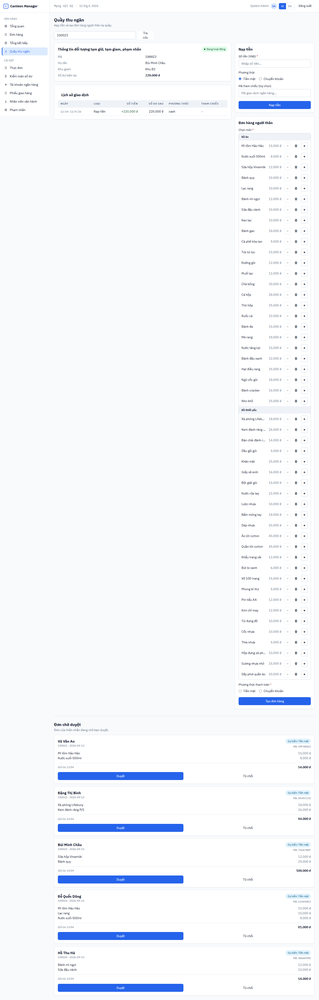 C Canteen Manager
Mạng nội bộ · 12 thg 9, 2026
System Admin SA VI EN Đăng xuất
VẬN HÀNH
Tổng quan
Đơn hàng
Tổng kết bếp
Quầy thu ngân
CÀI ĐẶT
Thực đơn
Kiểm toán số dư
Tài khoản ngân hàng
Phiếu giao hàng
Nhân viên vận hành
Phạm nhân
Quầy thu ngân
Nạp tiền và tạo đơn hàng người thân tại quầy.
100023
Tra cứu
Thông tin đối tượng tạm giữ, tạm giam, phạm nhân
Đang hoạt động
Mã 100023
Họ tên Bùi Minh Châu
Khu giam Khu B2
Số dư hiện tại 220.000 ₫
Lịch sử giao dịch
NGÀY LOẠI SỐ TIỀN SỐ DƯ SAU PHƯƠNG THỨC THAM CHIẾU
12:54 12/9/26 Nạp tiền +220.000 ₫ 220.000 ₫ cash –
Nạp tiền
Số tiền (VNĐ) *
Nhập số tiền...
Phương thức
Tiền mặt Chuyển khoản
Mã tham chiếu (tùy chọn)
Mã giao dịch ngân hàng...
Nạp tiền
Đơn hàng người thân
Chọn món *
Đồ ăn
Mì tôm Hảo Hảo 15.000 ₫ − 0 +
Nước suối 500ml 8.000 ₫ − 0 +
Sữa hộp Vinamilk 12.000 ₫ − 0 +
Bánh quy 20.000 ₫ − 0 +
Lạc rang 10.000 ₫ − 0 +
Bánh mì ngọt 12.000 ₫ − 0 +
Sữa đậu nành 10.000 ₫ − 0 +
Kẹo lạc 10.000 ₫ − 0 +
Bánh gạo 18.000 ₫ − 0 +
Cà phê hòa tan 9.000 ₫ − 0 +
Trà túi lọc 15.000 ₫ − 0 +
Đường gói 12.000 ₫ − 0 +
Muối lạc 12.000 ₫ − 0 +
Chà bông 30.000 ₫ − 0 +
Cá hộp 28.000 ₫ − 0 +
Thịt hộp 35.000 ₫ − 0 +
Ruốc cá 32.000 ₫ − 0 +
Bánh đa 15.000 ₫ − 0 +
Mè rang 18.000 ₫ − 0 +
Nước tăng lực 15.000 ₫ − 0 +
Bánh đậu xanh 22.000 ₫ − 0 +
Hạt điều rang 35.000 ₫ − 0 +
Ngũ cốc gói 18.000 ₫ − 0 +
Bánh cracker 16.000 ₫ − 0 +
Nho khô 25.000 ₫ − 0 +
Đồ thiết yếu
Xà phòng Lifeb... 18.000 ₫ − 0 +
Kem đánh răng ... 26.000 ₫ − 0 +
Bàn chải đánh r... 14.000 ₫ − 0 +
Dầu gội gói 5.000 ₫ − 0 +
Khăn mặt 25.000 ₫ − 0 +
Giấy vệ sinh 16.000 ₫ − 0 +
Bột giặt gói 15.000 ₫ − 0 +
Nước rửa tay 22.000 ₫ − 0 +
Lược nhựa 10.000 ₫ − 0 +
Bấm móng tay 18.000 ₫ − 0 +
Dép nhựa 55.000 ₫ − 0 +
Áo lót cotton 45.000 ₫ − 0 +
Quần lót cotton 45.000 ₫ − 0 +
Khẩu trang vải 12.000 ₫ − 0 +
Bút bi xanh 6.000 ₫ − 0 +
Vở 100 trang 15.000 ₫ − 0 +
Phong bì thư 5.000 ₫ − 0 +
Pin tiểu AA 12.000 ₫ − 0 +
Kim chỉ may 12.000 ₫ − 0 +
Túi đựng đồ 10.000 ₫ − 0 +
Cốc nhựa 10.000 ₫ − 0 +
Thìa nhựa 5.000 ₫ − 0 +
Hộp đựng xà ph... 10.000 ₫ − 0 +
Gương nhựa nhỏ 15.000 ₫ − 0 +
Dây phơi quần áo 20.000 ₫ − 0 +
Phương thức thanh toán *
Tiền mặt Chuyển khoản
Tạo đơn hàng
Đơn chờ duyệt
Đơn của thân nhân đang chờ bạn duyệt.
Vũ Văn An Dự kiến: Tiền mặt
100021 · 2026-09-13 Mã: 39F4B862
Mì tôm Hảo Hảo 15.000 ₫
Nước suối 500ml 8.000 ₫
Gửi lúc 12:54 54.000 ₫
Duyệt Từ chối
Đặng Thị Bình Dự kiến: Tiền mặt
100022 · 2026-09-13 Mã: A545CC1D
Xà phòng Lifebuoy 18.000 ₫
Kem đánh răng P/S 26.000 ₫
Gửi lúc 12:54 44.000 ₫
Duyệt Từ chối
Bùi Minh Châu Dự kiến: Tiền mặt
100023 · 2026-09-13 Mã: 756A700F
Sữa hộp Vinamilk 12.000 ₫
Bánh quy 20.000 ₫
Gửi lúc 12:54 100.000 ₫
Duyệt Từ chối
Đỗ Quốc Dũng Dự kiến: Tiền mặt
100024 · 2026-09-13 Mã: 124A9AE2
Mì tôm Hảo Hảo 15.000 ₫
Lạc rang 10.000 ₫
Nước suối 500ml 8.000 ₫
Gửi lúc 12:54 81.000 ₫
Duyệt Từ chối
Hồ Thu Hà Dự kiến: Tiền mặt
100025 · 2026-09-13 Mã: 40AAE99E
Bánh mì ngọt 12.000 ₫
Sữa đậu nành 10.000 ₫
Gửi lúc 12:54 54.000 ₫
Duyệt Từ chối